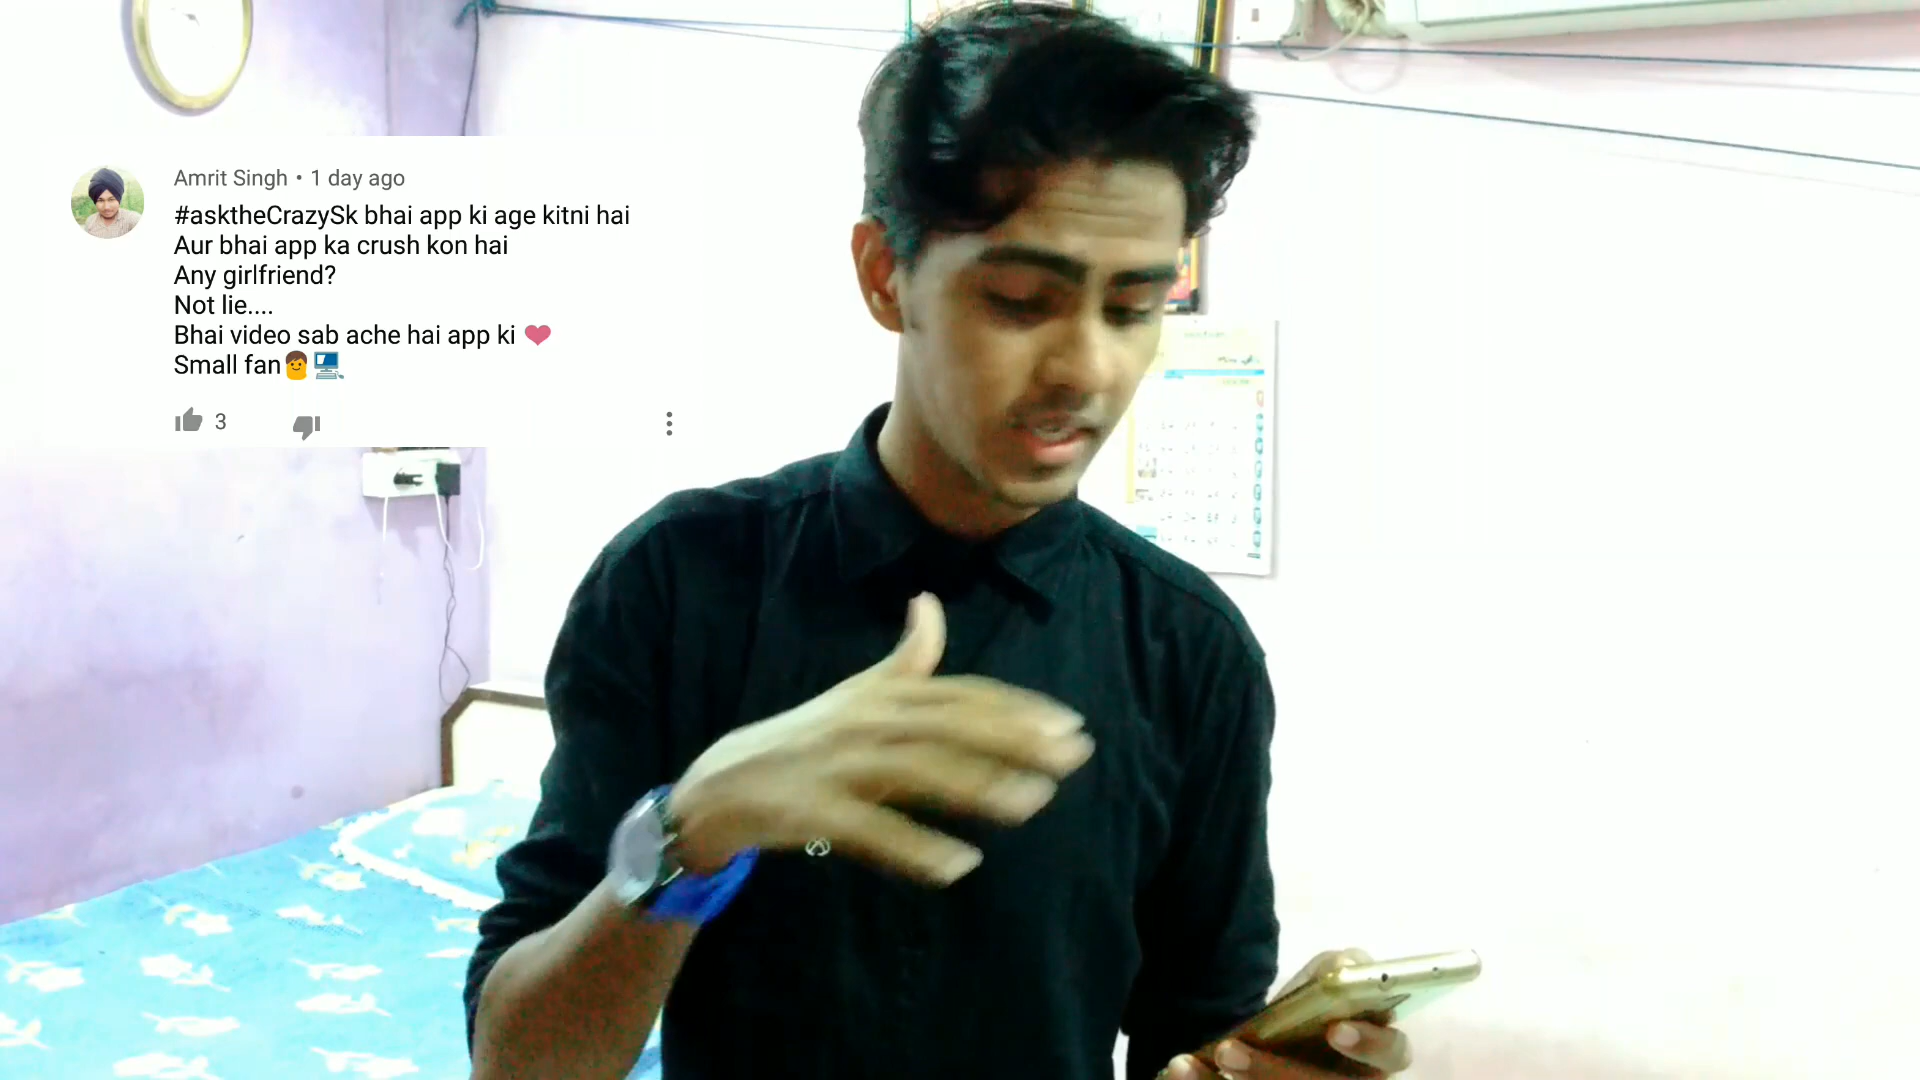 Amrit Singh • 1 day ago
#asktheCrazySk bhai app ki age kitni hai
Aur bhai app ka crush kon hai
Any girlfriend?
Not lie....
Bhai video sab ache hai app ki ❤
Small fan
3